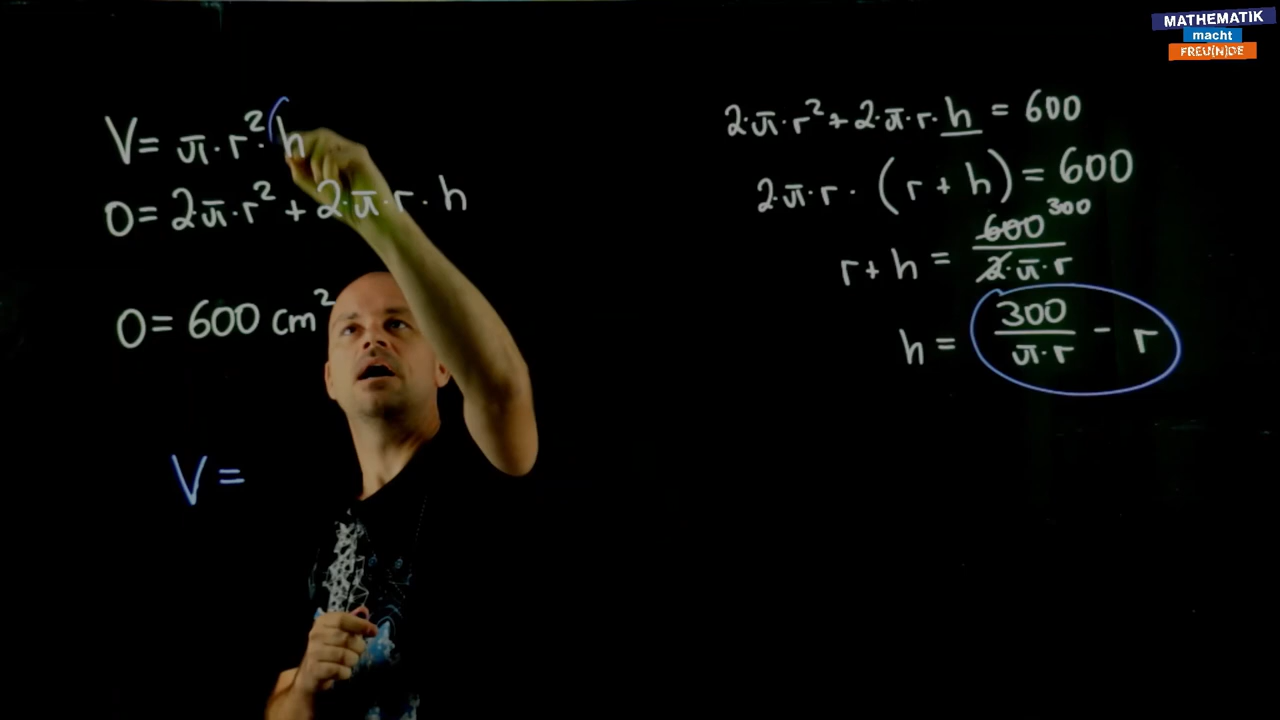 MATHEMATIK
macht
FREU(N)DE
V = π · r² · h
O = 2 · π · r² + 2 · π · r · h
O = 600 cm²
V =
2 · π · r² + 2 · π · r · h = 600
2 · π · r · (r + h) = 600
r + h = 600 300 / 2 · π · r
h = 300 / π · r − r